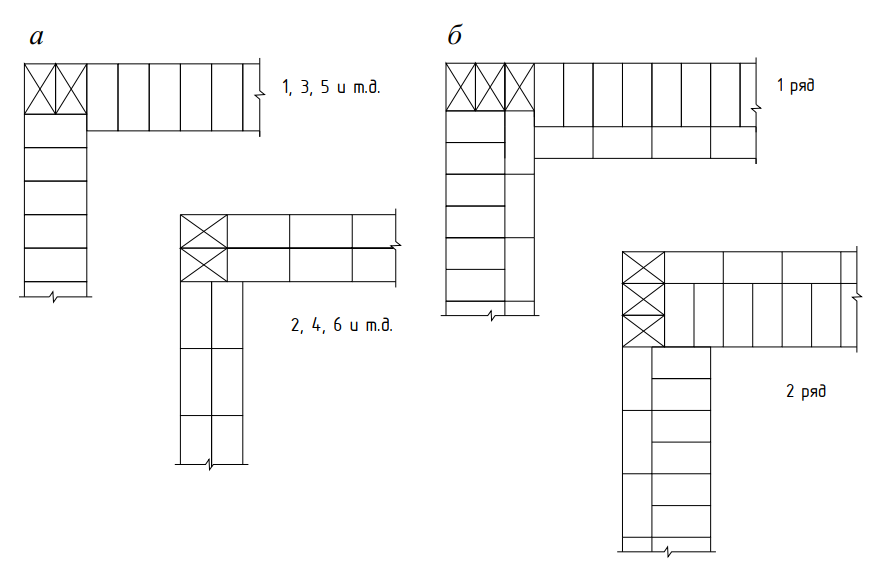 а
1, 3, 5 и т.д.
2, 4, 6 и т.д.
б
1 ряд
2 ряд